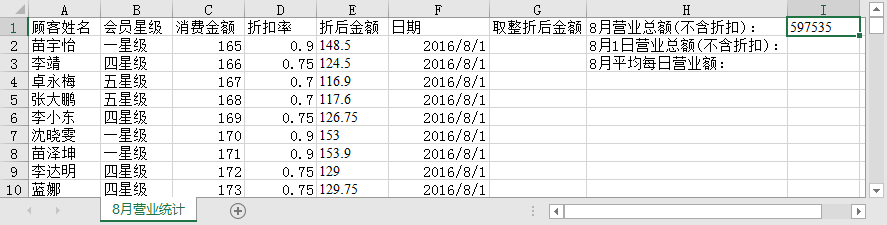 A B C D E F G H I
1 顾客姓名 会员星级 消费金额 折扣率 折后金额 日期 取整折后金额 8月营业总额(不含折扣): 597535
2 苗宇怡 一星级 165 0.9 148.5 2016/8/1 8月1日营业总额(不含折扣):
3 李靖 四星级 166 0.75 124.5 2016/8/1 8月平均每日营业额:
4 卓永梅 五星级 167 0.7 116.9 2016/8/1
5 张大鹏 五星级 168 0.7 117.6 2016/8/1
6 李小东 四星级 169 0.75 126.75 2016/8/1
7 沈晓雯 一星级 170 0.9 153 2016/8/1
8 苗泽坤 一星级 171 0.9 153.9 2016/8/1
9 李达明 四星级 172 0.75 129 2016/8/1
10 蓝娜 四星级 173 0.75 129.75 2016/8/1
8月营业统计